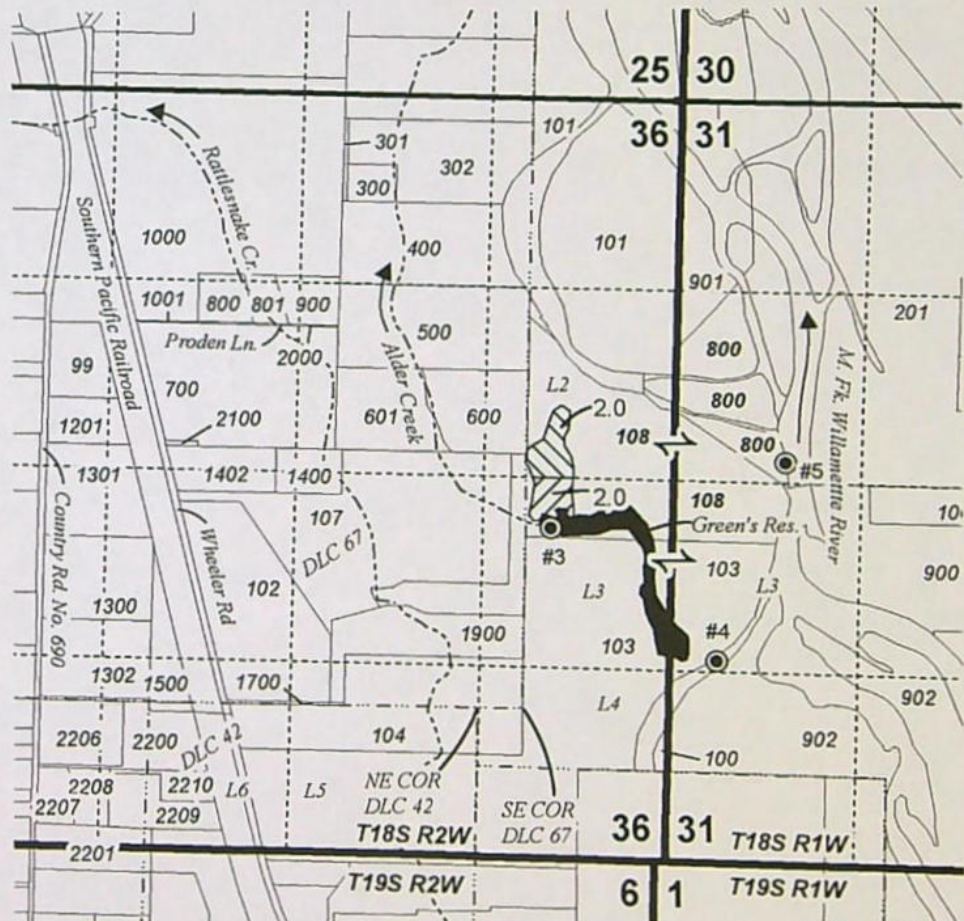 25 30
36 31
101
301
302
300
Rattlesnake Cr.
Southern Pacific Railroad
1000
400
101
901
201
1001
800
801
900
Proden Ln.
2000
500
800
99
700
Alder Creek
M. Fk. Willamette River
L2
800
1201
2100
601
600
2.0
108
800
#5
1301
1402
1400
2.0
108
10
Country Rd. No. 690
107
DLC 67
Green's Res.
#3
Wheeler Rd
102
103
L3
900
L3
1300
1900
103
#4
1302
1500
1700
L4
902
902
2206
2200
DLC 42
104
100
2208
2210
L6
L5
NE COR
DLC 42
SE COR
DLC 67
2207
2209
T18S R2W
36 31
T18S R1W
2201
T19S R2W
6 1
T19S R1W